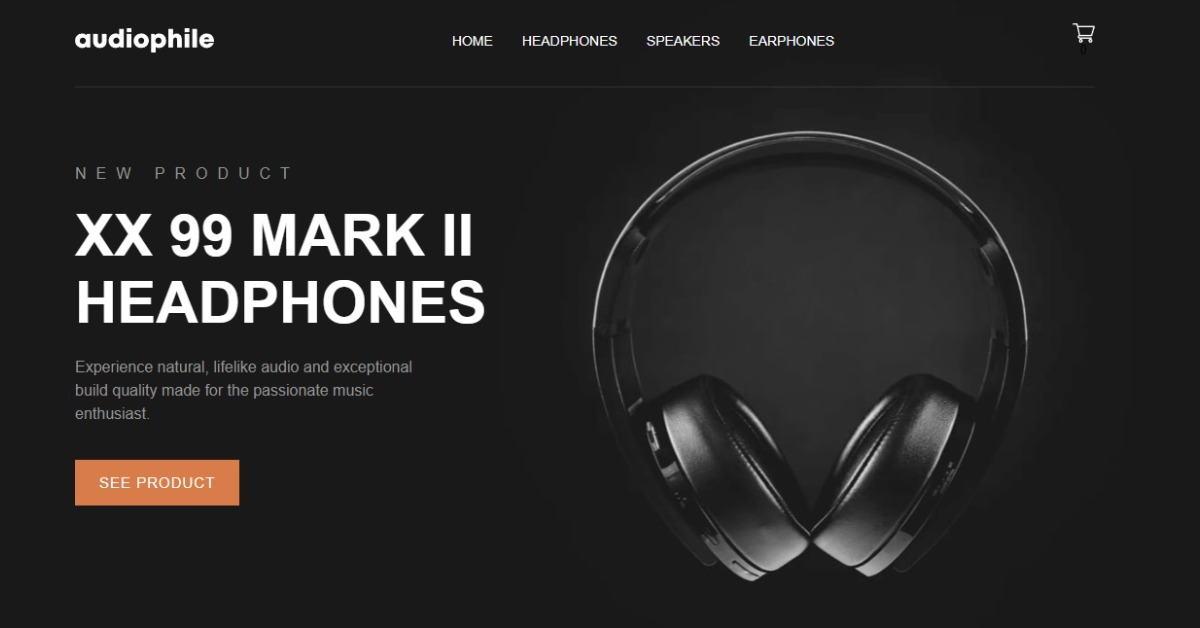 audiophile
HOME HEADPHONES SPEAKERS EARPHONES
0
NEW PRODUCT
XX 99 MARK II
HEADPHONES
Experience natural, lifelike audio and exceptional
build quality made for the passionate music
enthusiast.
SEE PRODUCT